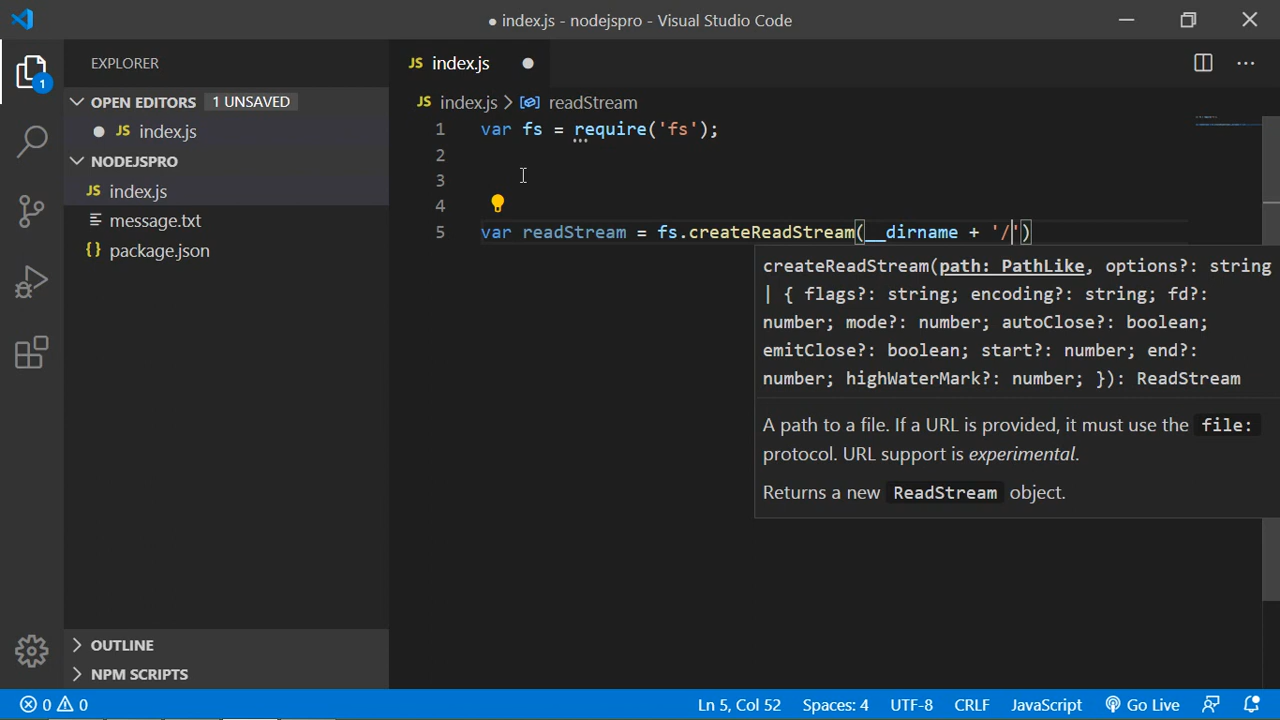 ● index.js - nodejspro - Visual Studio Code
EXPLORER
JS index.js ●
OPEN EDITORS 1 UNSAVED
JS index.js > readStream
● JS index.js
1 var fs = require('fs');
2
NODEJSPRO
3
JS index.js
4
message.txt
5 var readStream = fs.createReadStream(__dirname + '/')
{} package.json
createReadStream(path: PathLike, options?: string
| { flags?: string; encoding?: string; fd?:
number; mode?: number; autoClose?: boolean;
emitClose?: boolean; start?: number; end?:
number; highWaterMark?: number; }): ReadStream
A path to a file. If a URL is provided, it must use the file:
protocol. URL support is experimental.
Returns a new ReadStream object.
1
OUTLINE
NPM SCRIPTS
0 0 Ln 5, Col 52 Spaces: 4 UTF-8 CRLF JavaScript Go Live